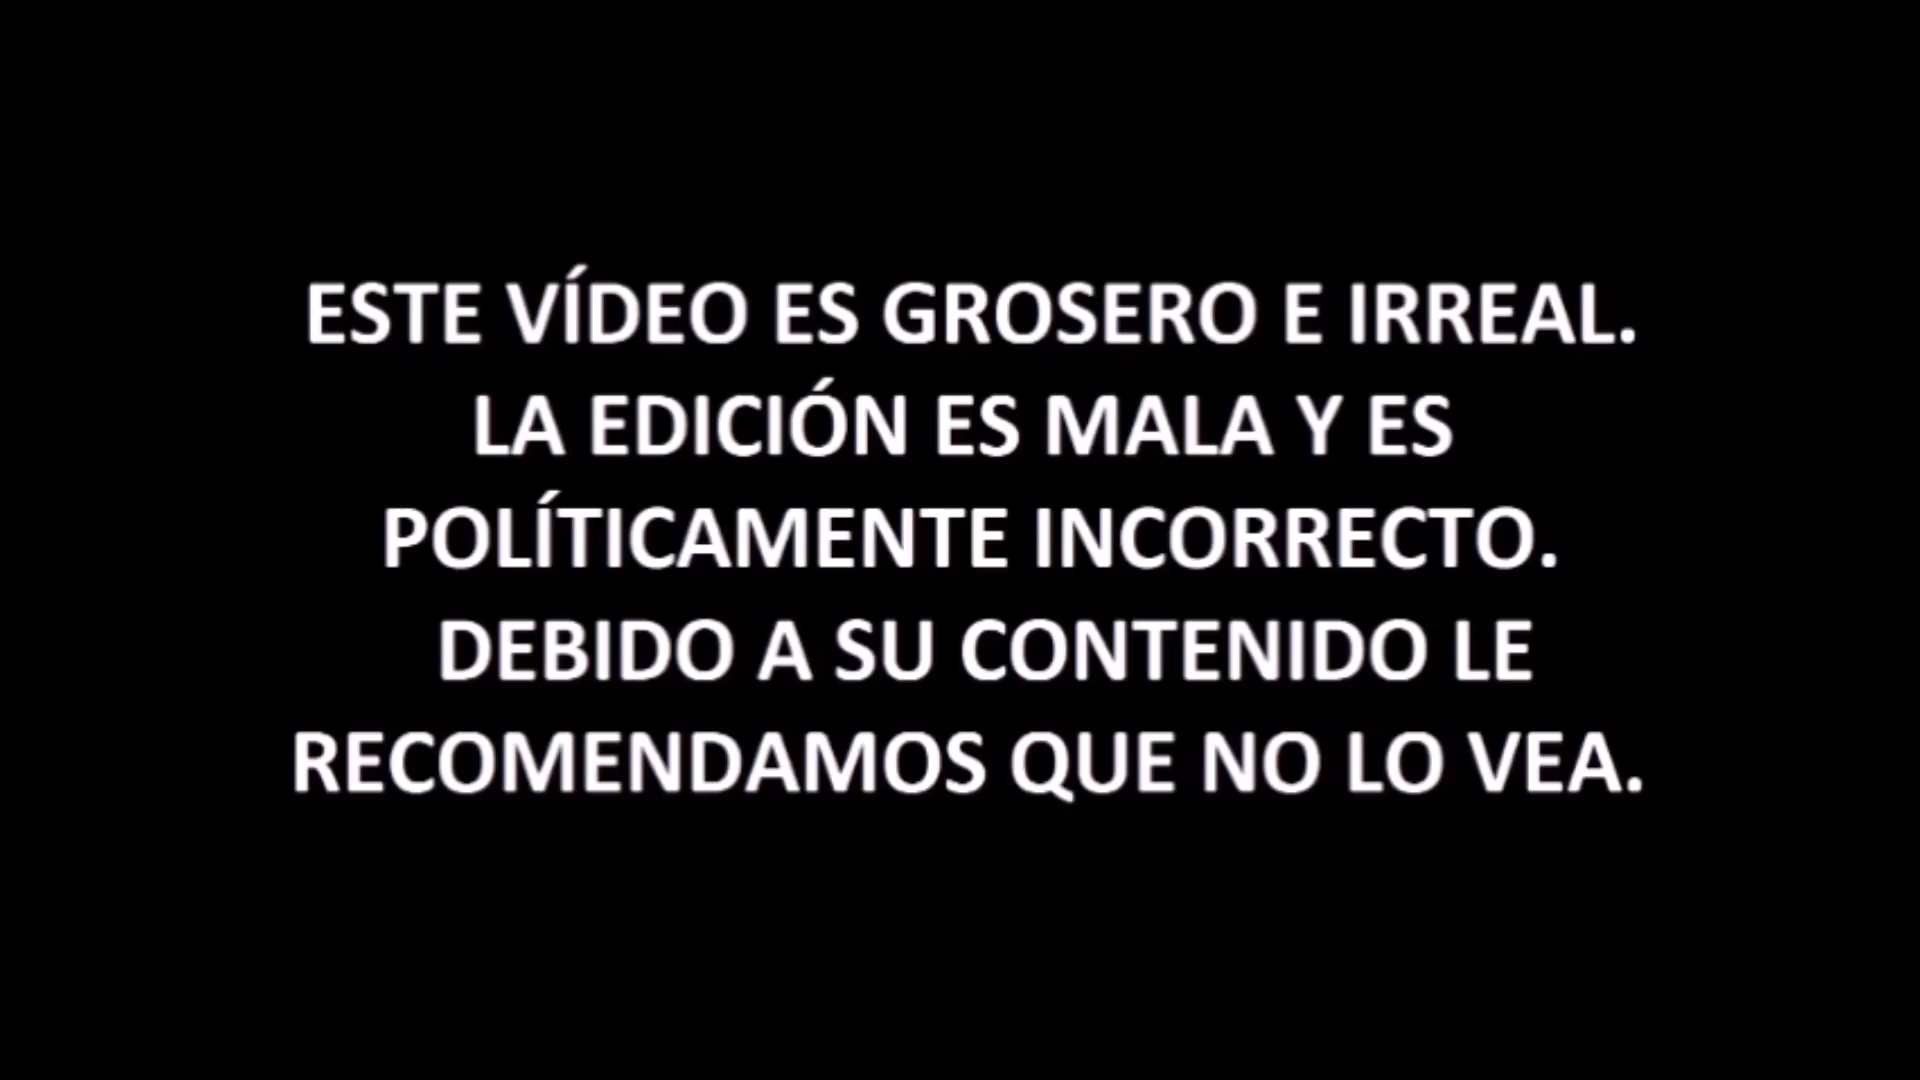 ESTE VÍDEO ES GROSERO E IRREAL.
LA EDICIÓN ES MALA Y ES
POLÍTICAMENTE INCORRECTO.
DEBIDO A SU CONTENIDO LE
RECOMENDAMOS QUE NO LO VEA.